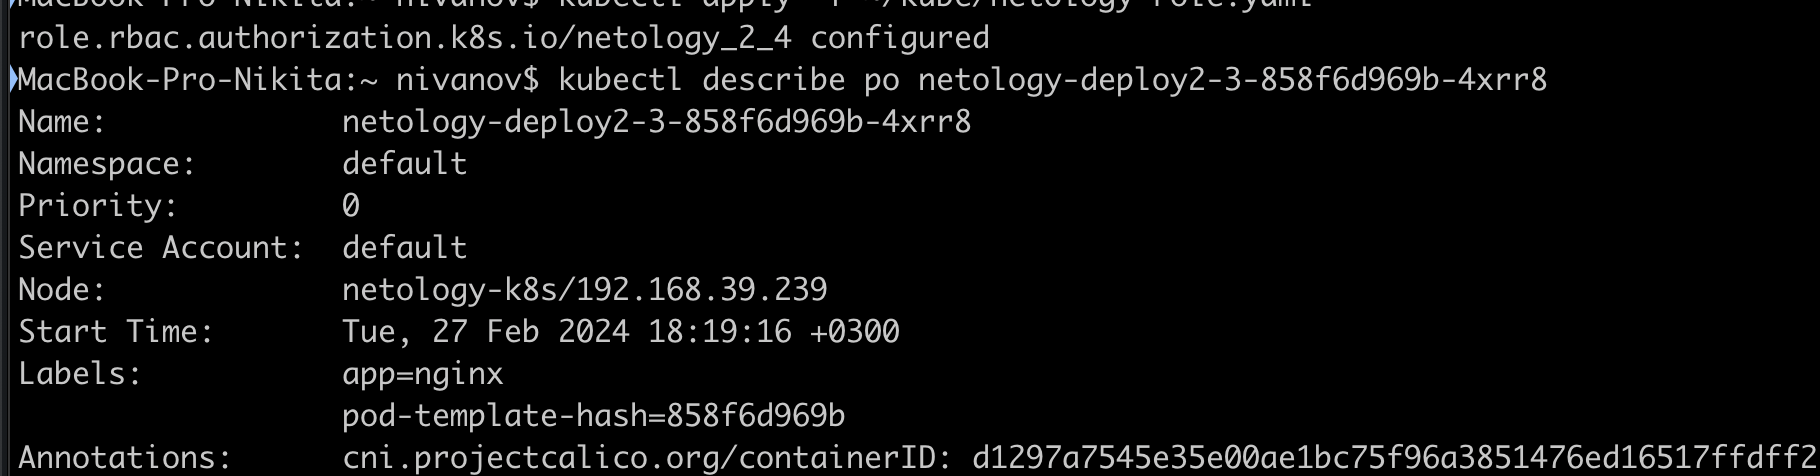 MacBook-Pro-Nikita:~ nivanov$ kubectl apply -f ~/kube/netology-role.yaml
role.rbac.authorization.k8s.io/netology_2_4 configured
MacBook-Pro-Nikita:~ nivanov$ kubectl describe po netology-deploy2-3-858f6d969b-4xrr8
Name: netology-deploy2-3-858f6d969b-4xrr8
Namespace: default
Priority: 0
Service Account: default
Node: netology-k8s/192.168.39.239
Start Time: Tue, 27 Feb 2024 18:19:16 +0300
Labels: app=nginx
pod-template-hash=858f6d969b
Annotations: cni.projectcalico.org/containerID: d1297a7545e35e00ae1bc75f96a3851476ed16517ffdff2